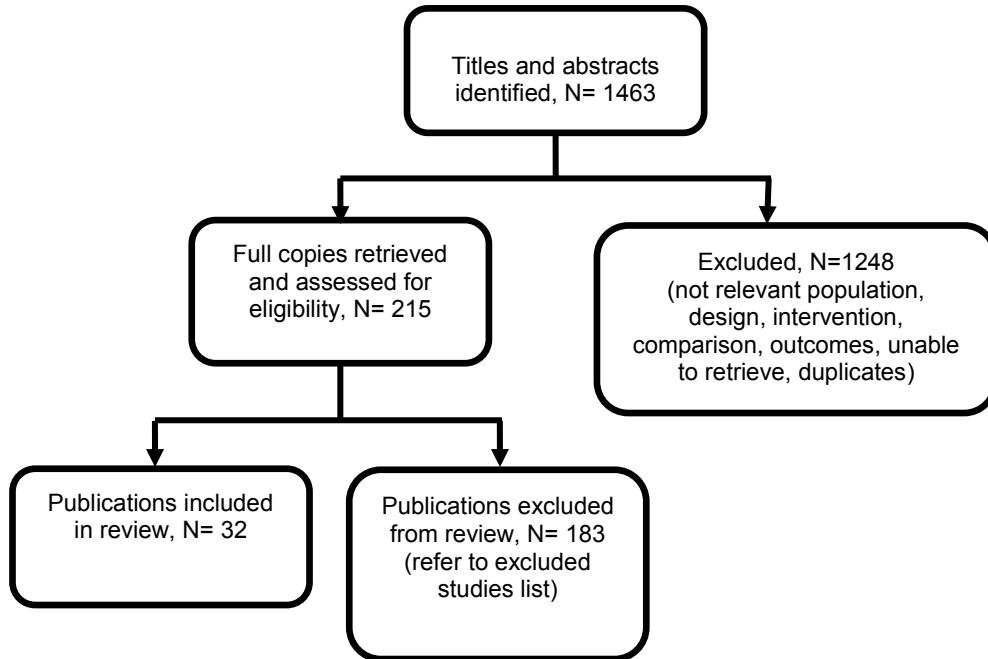 Titles and abstracts
identified, N= 1463
Full copies retrieved
and assessed for
eligibility, N= 215
Excluded, N=1248
(not relevant population,
design, intervention,
comparison, outcomes, unable
to retrieve, duplicates)
Publications included
in review, N= 32
Publications excluded
from review, N= 183
(refer to excluded
studies list)